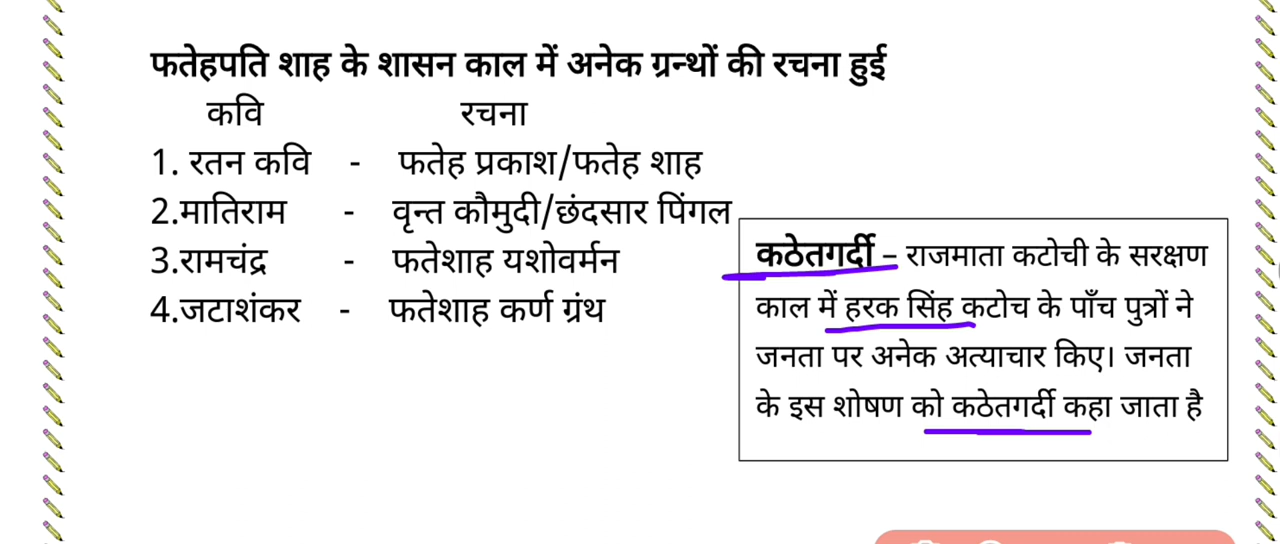 फतेहपति शाह के शासन काल में अनेक ग्रन्थों की रचना हुई
कवि रचना
1. रतन कवि - फतेह प्रकाश/फतेह शाह
2.मातिराम - वृन्त कौमुदी/छंदसार पिंगल
3.रामचंद्र - फतेशाह यशोवर्मन
4.जटाशंकर - फतेशाह कर्ण ग्रंथ
कठेतगर्दी – राजमाता कटोची के सरक्षण
काल में हरक सिंह कटोच के पाँच पुत्रों ने
जनता पर अनेक अत्याचार किए। जनता
के इस शोषण को कठेतगर्दी कहा जाता है